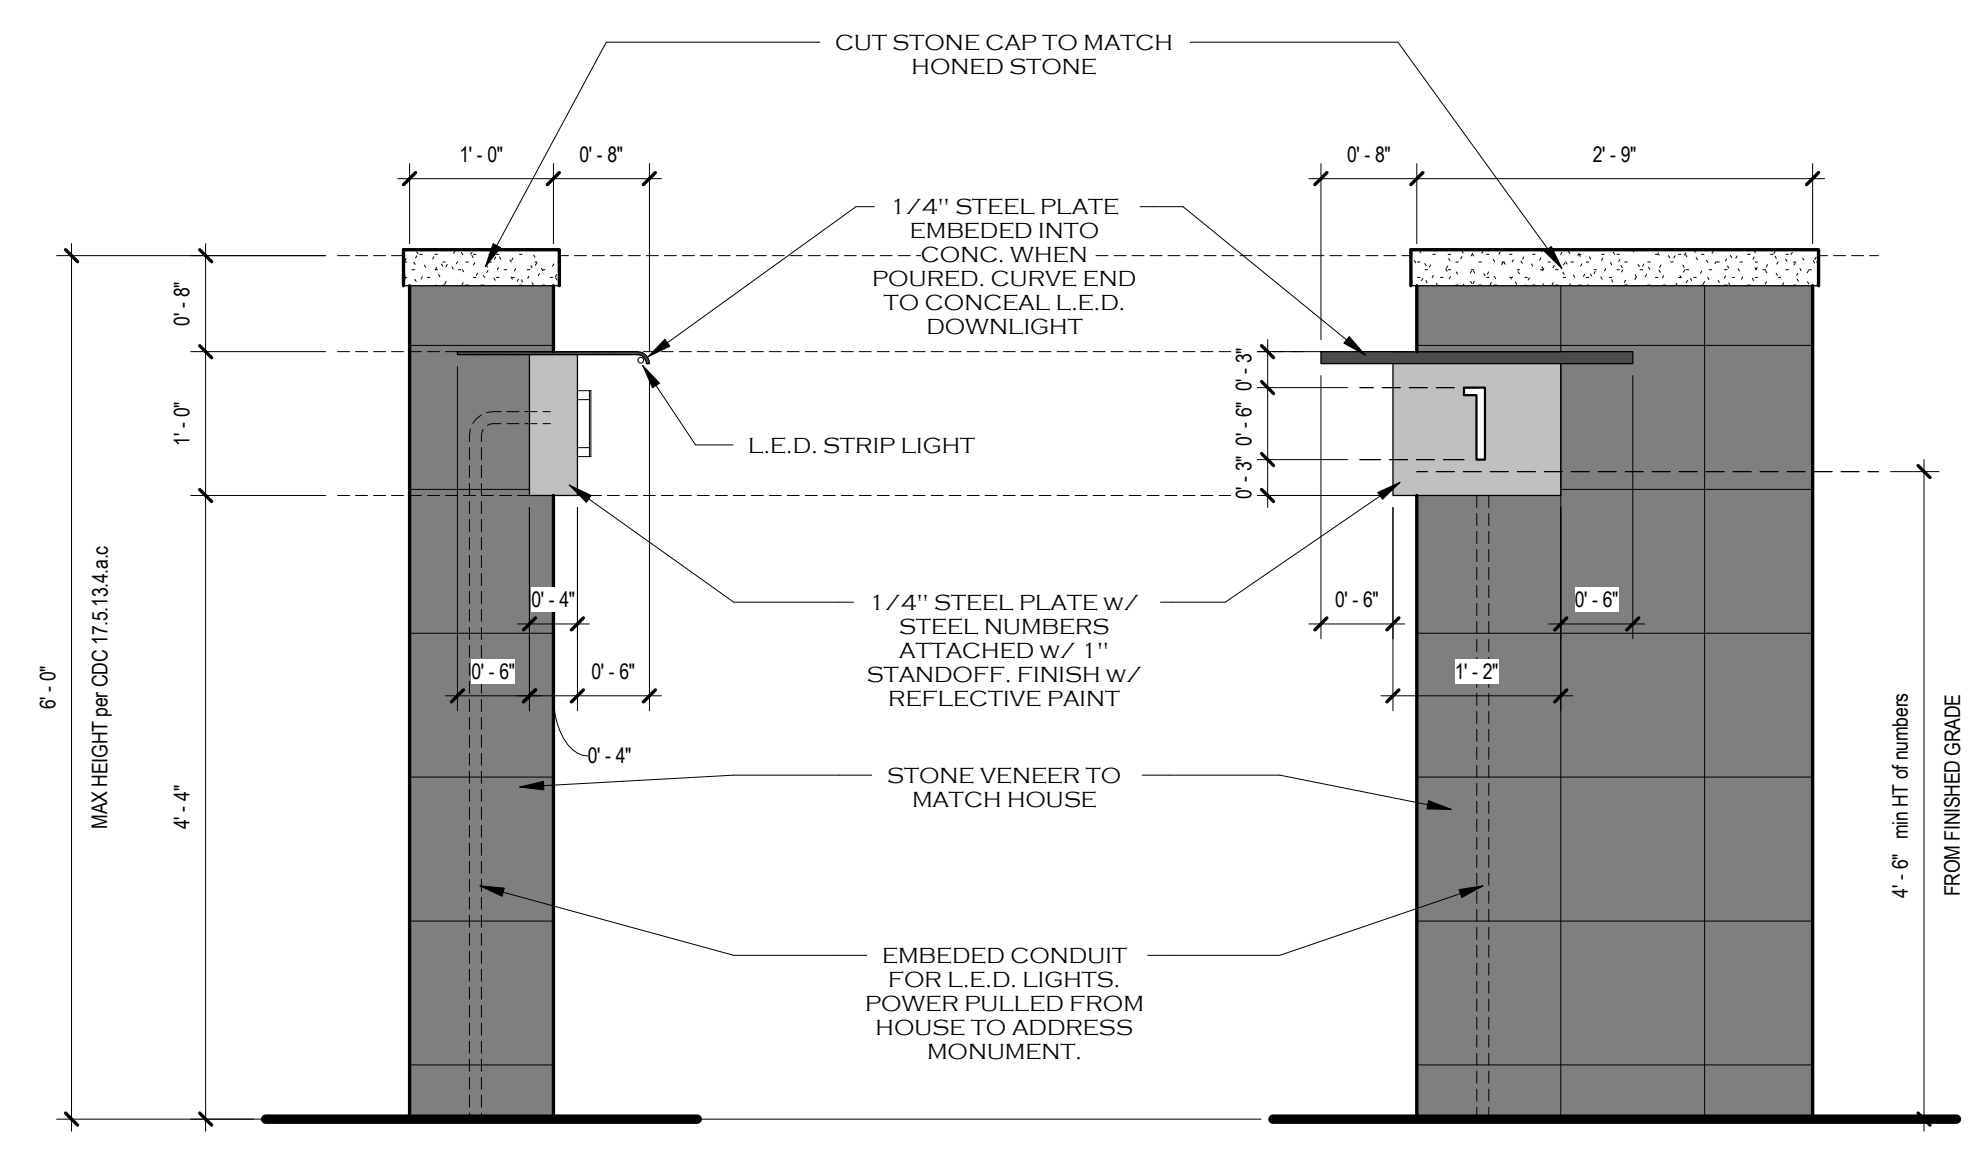 CUT STONE CAP TO MATCH
HONED STONE
1' - 0"
0' - 8"
0' - 8"
2' - 9"
1/4" STEEL PLATE
EMBEDED INTO
CONC. WHEN
POURED. CURVE END
TO CONCEAL L.E.D.
DOWNLIGHT
0' - 8"
1' - 0"
4' - 4"
6' - 0"
MAX HEIGHT per CDC 17.5.13.4.a.c
L.E.D. STRIP LIGHT
0' - 3"
0' - 6"
0' - 3"
0' - 4"
0' - 6"
0' - 6"
0' - 4"
1/4" STEEL PLATE w/
STEEL NUMBERS
ATTACHED w/ 1"
STANDOFF. FINISH w/
REFLECTIVE PAINT
0' - 6"
0' - 6"
1' - 2"
1
STONE VENEER TO
MATCH HOUSE
EMBEDED CONDUIT
FOR L.E.D. LIGHTS.
POWER PULLED FROM
HOUSE TO ADDRESS
MONUMENT.
4' - 6" min HT of numbers
FROM FINISHED GRADE